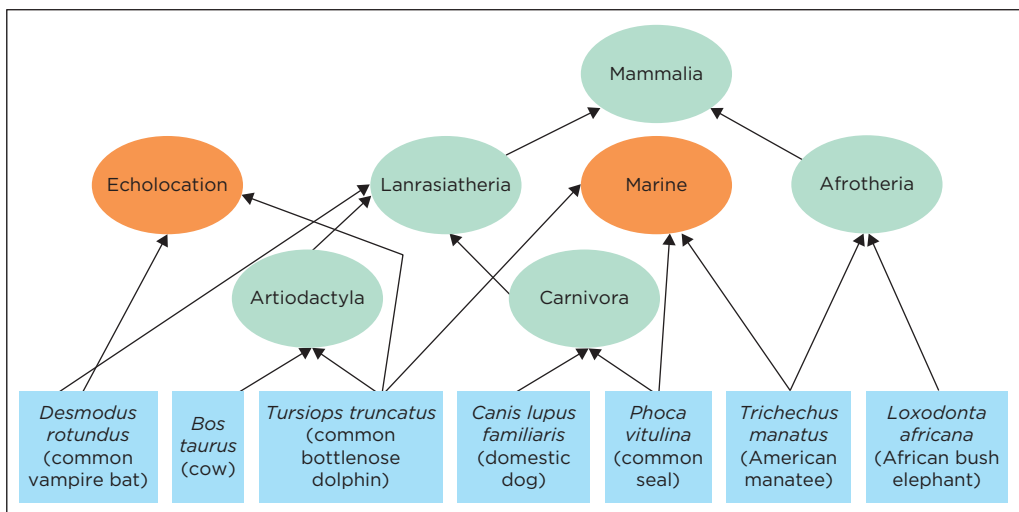 Mammalia
Echolocation
Lanrasiatheria
Marine
Afrotheria
Artiodactyla
Carnivora
Desmodus
rotundus
(common
vampire bat)
Bos
taurus
(cow)
Tursiops truncatus
(common
bottlenose
dolphin)
Canis lupus
familiaris
(domestic
dog)
Phoca
vitulina
(common
seal)
Trichechus
manatus
(American
manatee)
Loxodonta
africana
(African bush
elephant)